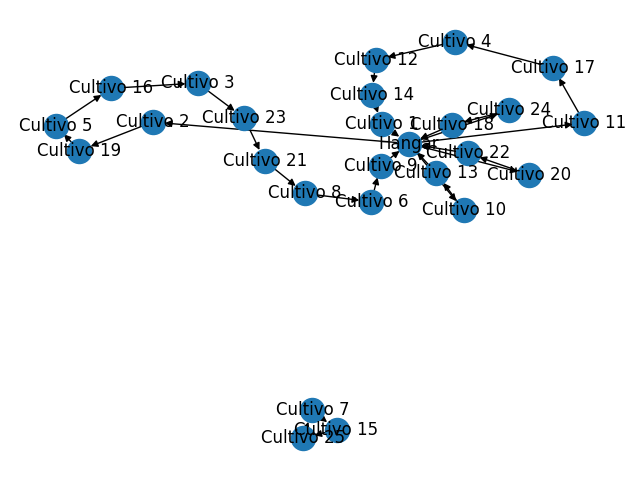 Cultivo 4
Cultivo 12
Cultivo 17
Cultivo 3
Cultivo 16
Cultivo 14
Cultivo 24
Cultivo 23
Cultivo 2
Cultivo 1
Cultivo 18
Cultivo 11
Cultivo 5
Cultivo 19
Cultivo 22
Cultivo 21
Cultivo 9
Cultivo 13
Cultivo 20
Cultivo 8
Cultivo 6
Cultivo 10
Cultivo 7
Cultivo 15
Cultivo 25